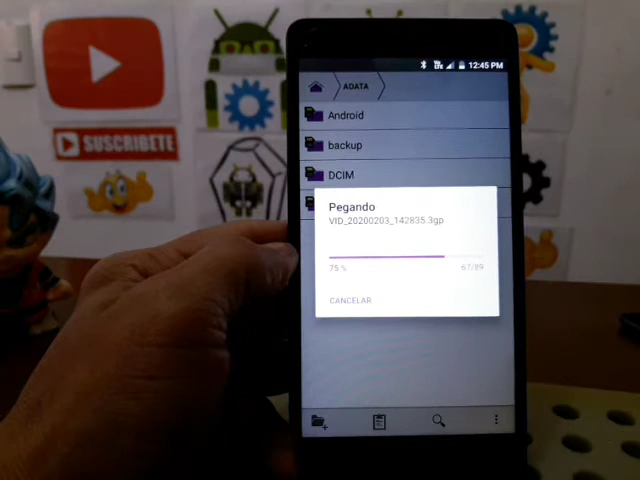 SUSCRIBETE
12:45 PM
ADATA
Android
backup
DCIM
Pegando
VID_20200203_142835.3gp
75 %
67/89
CANCELAR